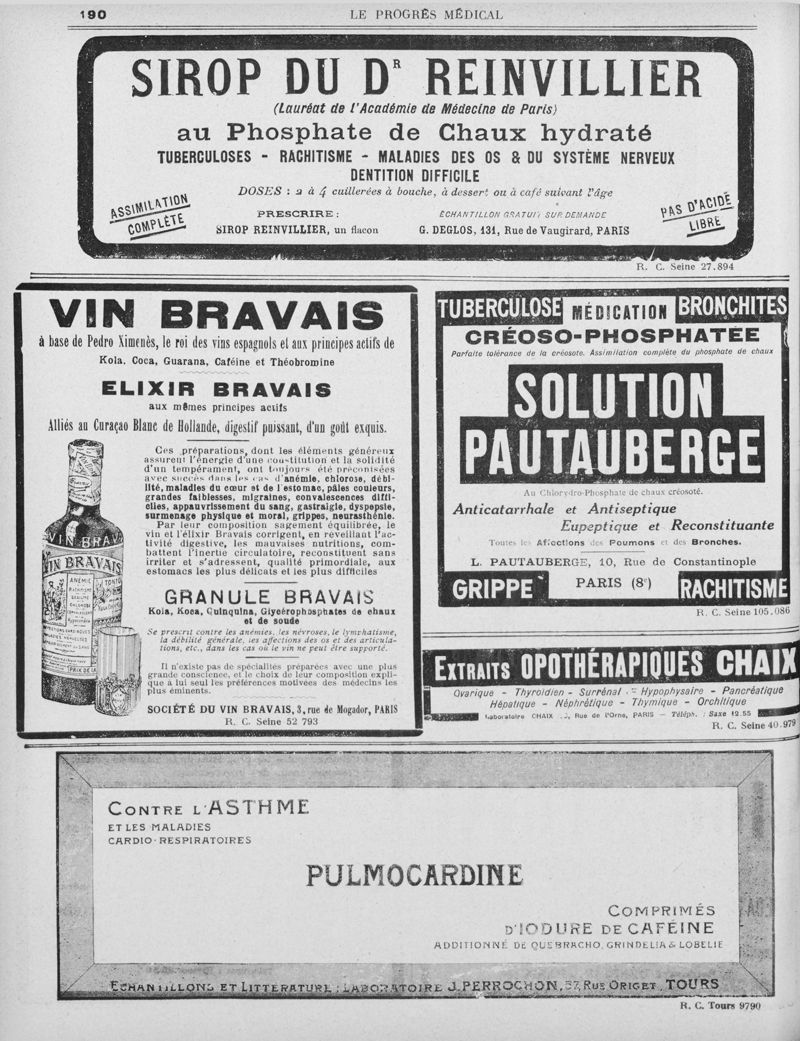 190
LE PROGRÈS MÉDICAL
SIROP DU Dʳ REINVILLIER
(Lauréat de l'Académie de Médecine de Paris)
au Phosphate de Chaux hydraté
TUBERCULOSES - RACHITISME - MALADIES DES OS & DU SYSTÈME NERVEUX
DENTITION DIFFICILE
DOSES : 2 à 4 cuillerées à bouche, à dessert ou à café suivant l'âge
ASSIMILATION
COMPLÈTE
PRESCRIRE :
SIROP REINVILLIER, un flacon
ÉCHANTILLON GRATUIT SUR DEMANDE
G. DEGLOS, 131, Rue de Vaugirard, PARIS
PAS D'ACIDE
LIBRE
R. C. Seine 27.894
VIN BRAVAIS
à base de Pedro Ximenès, le roi des vins espagnols et aux principes actifs de
Kola, Coca, Guarana, Caféine et Théobromine
ELIXIR BRAVAIS
aux mêmes principes actifs
Alliés au Curaçao Blanc de Hollande, digestif puissant, d'un goût exquis.
Ces préparations, dont les éléments généreux
assurent l'énergie d'une constitution et la solidité
d'un tempérament, ont toujours été préconisées
avec succès dans les cas d'anémie, chlorose, débi-
lité, maladies du cœur et de l'estomac, pâles couleurs,
grandes faiblesses, migraines, convalescences diffi-
ciles, appauvrissement du sang, gastralgie, dyspepsie,
surmenage physique et moral, grippes, neurasthénie.
Par leur composition sagement équilibrée, le
vin et l'élixir Bravais corrigent, en réveillant l'ac-
tivité digestive, les mauvaises nutritions, com-
battent l'inertie circulatoire, reconstituent sans
irriter et s'adressent, qualité primordiale, aux
estomacs les plus délicats et les plus difficiles
VIN BRAV
VIN BRAVAIS
ANÉMIE
TONIQ
GRANULE BRAVAIS
Kola, Koca, Quinquina, Glycérophosphates de chaux
et de soude
Se prescrit contre les anémies, les névroses, le lymphatisme,
la débilité générale, les affections des os et des articula-
tions, etc., dans les cas où le vin ne peut être supporté.
Il n'existe pas de spécialités préparées avec une plus
grande conscience, et le choix de leur composition expli-
que à lui seul les préférences motivées des médecins les
plus éminents.
SOCIÉTÉ DU VIN BRAVAIS, 3, rue de Mogador, PARIS
R. C. Seine 52 793
TUBERCULOSE MÉDICATION BRONCHITES
CRÉOSO-PHOSPHATÉE
Parfaite tolérance de la créosote. Assimilation complète du phosphate de chaux
SOLUTION
PAUTAUBERGE
Au Chlorydro-Phosphate de chaux créosoté.
Anticatarrhale et Antiseptique
Eupeptique et Reconstituante
Toutes les Affections des Poumons et des Bronches.
L. PAUTAUBERGE, 10, Rue de Constantinople
GRIPPE PARIS (8ᵉ) RACHITISME
R. C. Seine 105.086
EXTRAITS OPOTHÉRAPIQUES CHAIX
Ovarique - Thyroïdien - Surrénal - Hypophysaire - Pancréatique
Hépatique - Néphrétique - Thymique - Orchitique
Laboratoire CHAIX Rue de l'Orne, PARIS - Téléph. : Saxe 12.55
R. C. Seine 40.979
CONTRE L'ASTHME
ET LES MALADIES
CARDIO-RESPIRATOIRES
PULMOCARDINE
COMPRIMÉS
D'IODURE DE CAFÉINE
ADDITIONNÉ DE QUEBRACHO, GRINDELIA & LOBELIE
ECHANTILLONS ET LITTÉRATURE : LABORATOIRE J. PERROCHON, 37, RUE ORIGET, TOURS
R. C. Tours 9790